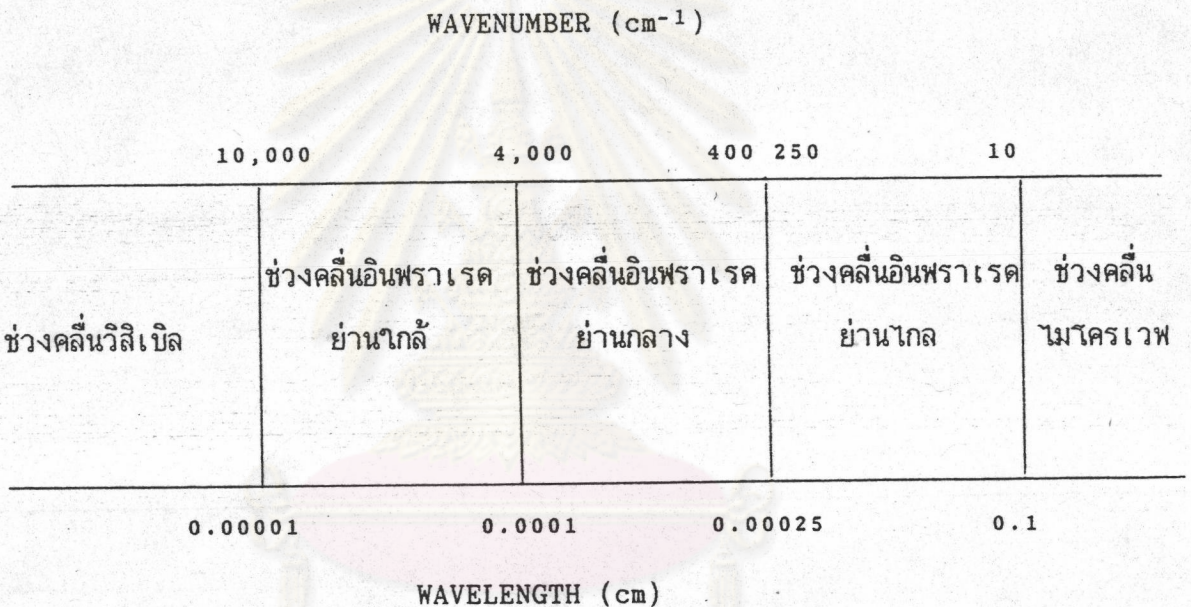 WAVENUMBER (cm-1)
10,000 4,000 400 250 10
ช่วงคลื่นอินฟราเรด ช่วงคลื่นอินฟราเรด ช่วงคลื่นอินฟราเรด ช่วงคลื่น
ช่วงคลื่นวิสิเบิล ย่านใกล้ ย่านกลาง ย่านไกล ไมโครเวฟ
0.00001 0.0001 0.00025 0.1
WAVELENGTH (cm)